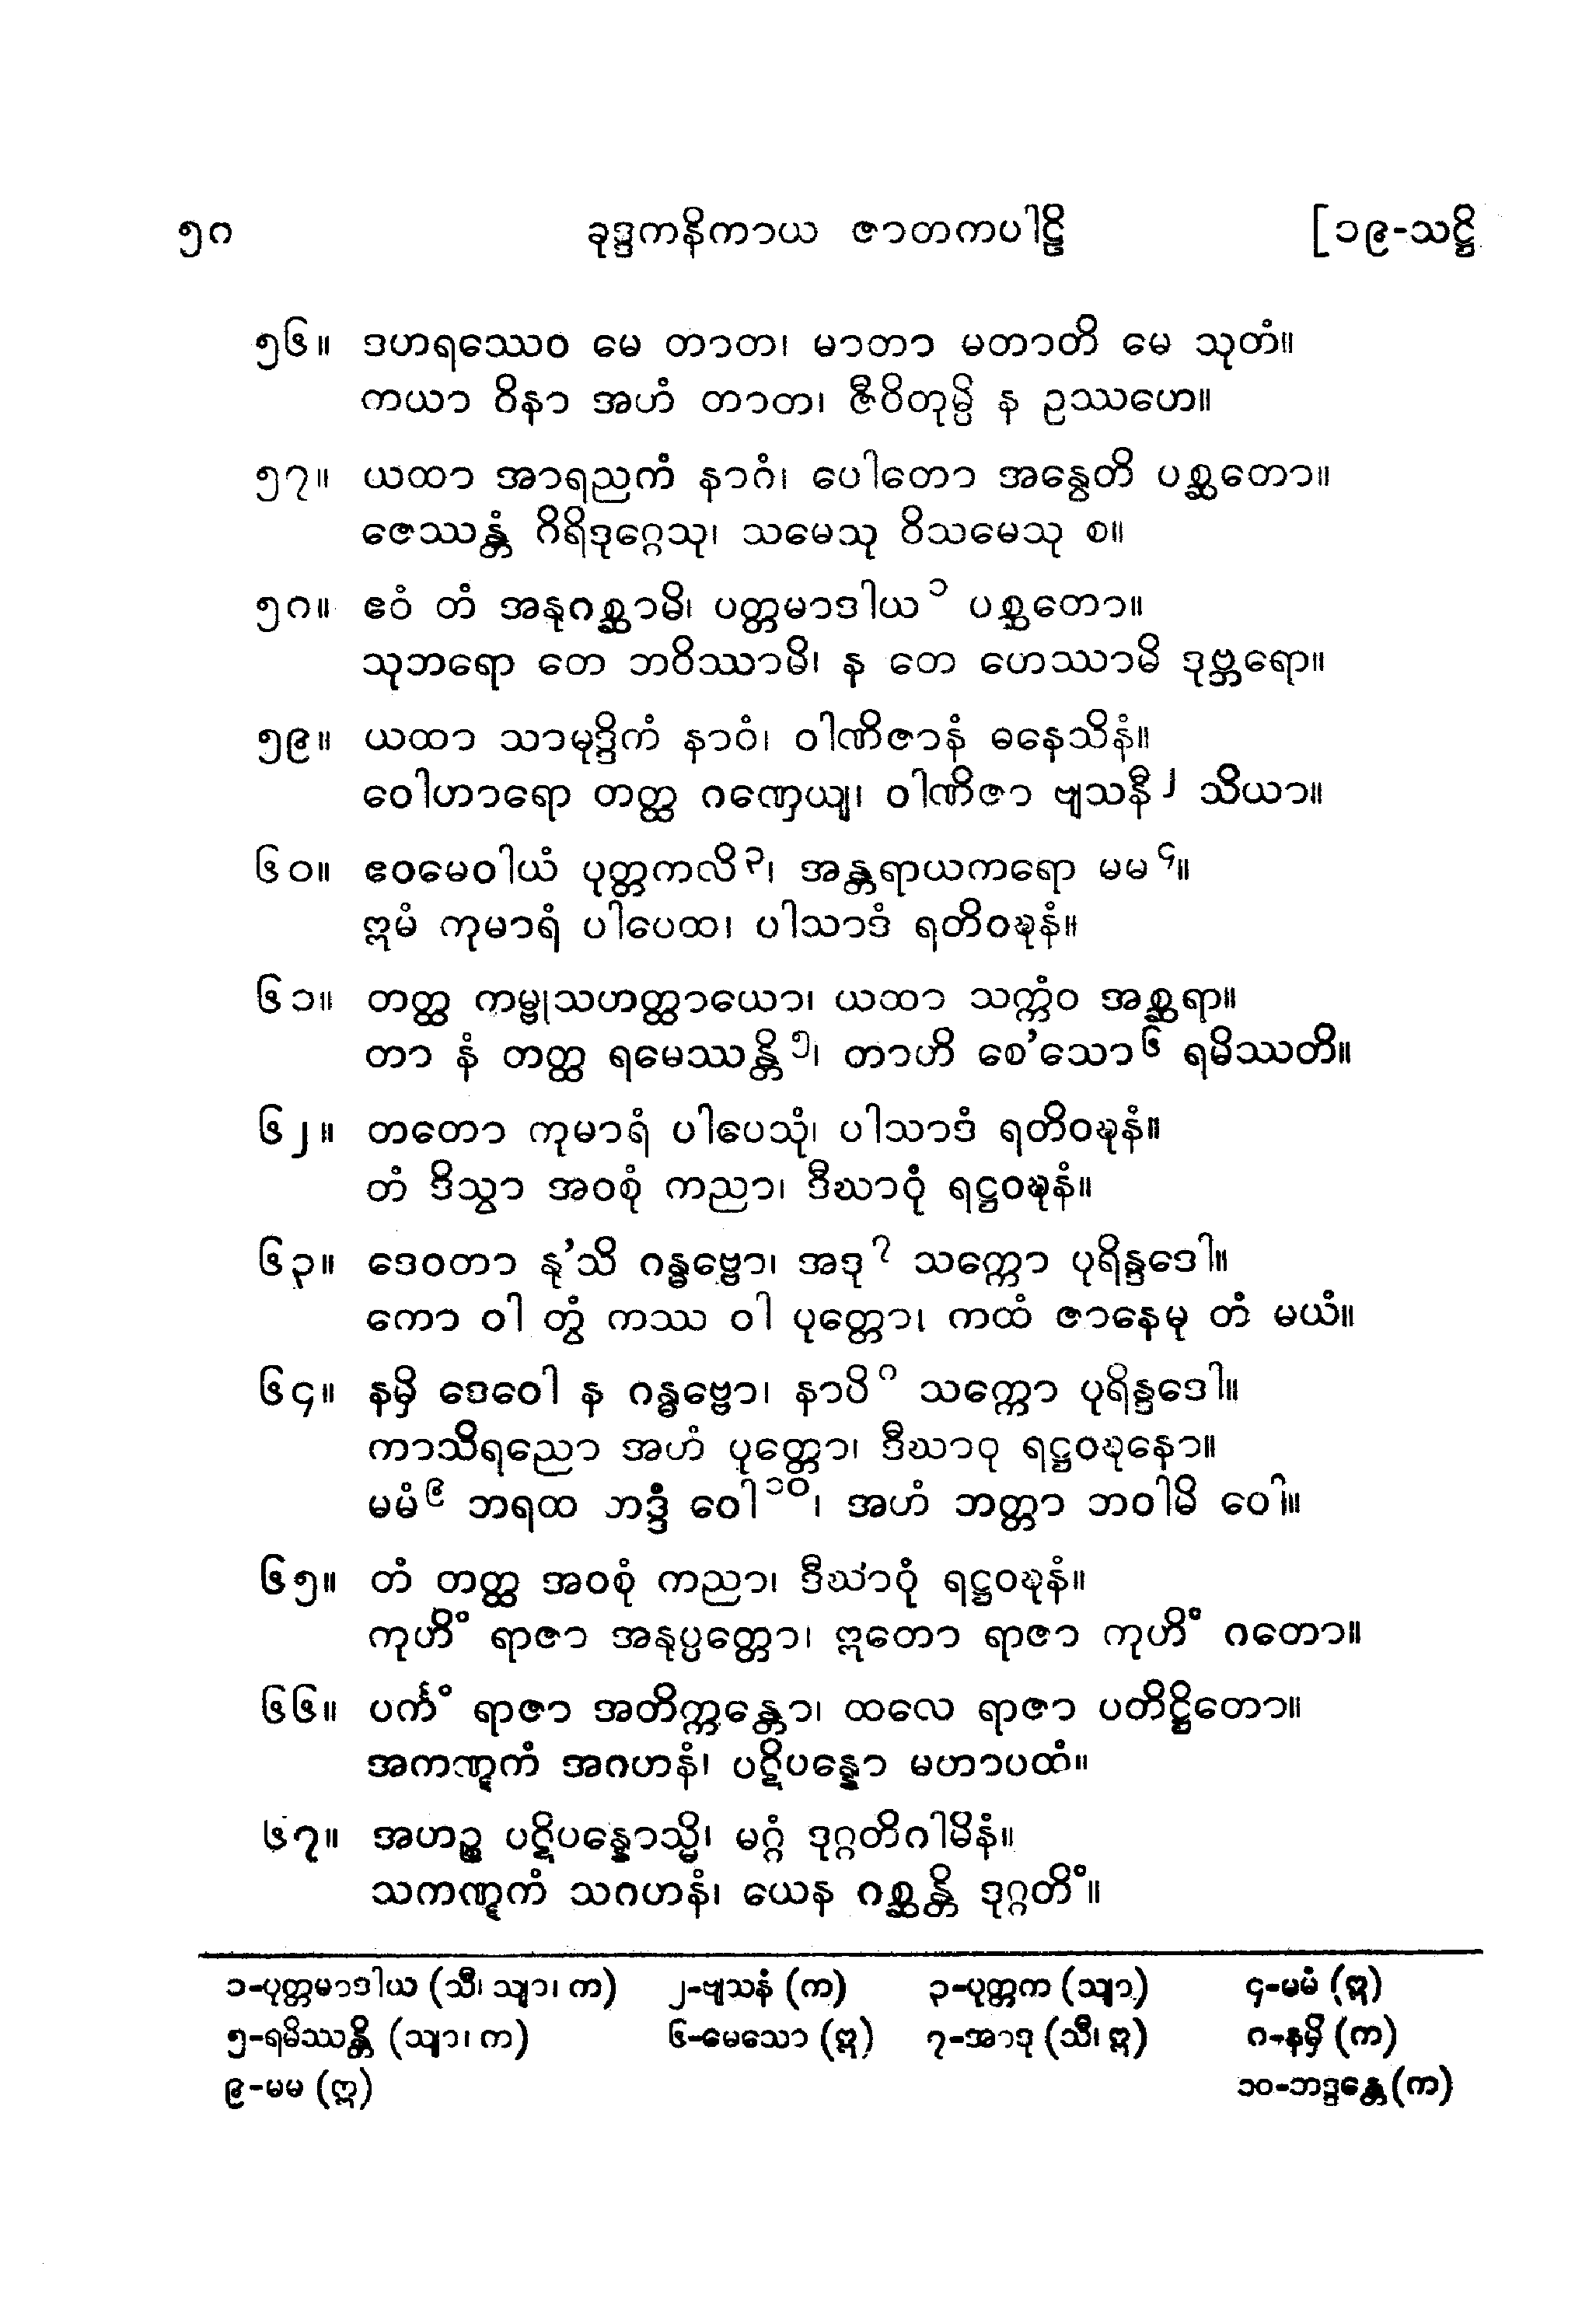 ၅၈ ခုဒ္ဒကနိကာယ ဇာတကပါဠိ [၁၉-သဋ္ဌိ
၅၆။ ဒဟရဿေဝ မေ တာတ၊ မာတာ မတာတိ မေ သုတံ။
ကယာ ဝိနာ အဟံ တာတ၊ ဇီဝိတုမ္ပိ န ဥဿဟေ။
၅၇။ ယထာ အာရညကံ နာဂံ၊ ပေါတော အနွေတိ ပစ္ဆတော။
ဇေဿန္တံ ဂိရိဒုဂ္ဂေသု၊ သမေသု ဝိသမေသု စ။
၅၈။ ဧဝံ တံ အနုဂစ္ဆာမိ၊ ပတ္တမာဒါယ ၁ ပစ္ဆတော။
သုဘရော တေ ဘဝိဿာမိ၊ န တေ ဟေဿာမိ ဒုဗ္ဘရော။
၅၉။ ယထာ သာမုဒ္ဒိကံ နာဝံ၊ ဝါဏိဇာနံ ဓနေသိနံ။
ဝေါဟာရော တတ္ထ ဂဏှေယျ၊ ဝါဏိဇာ ဗျသနီ ၂ သိယာ။
၆၀။ ဧဝမေဝါယံ ပုတ္တကလိ ၃၊ အန္တရာယကရော မမ ၄။
ဣမံ ကုမာရံ ပါပေထ၊ ပါသာဒံ ရတိဝဍ္ဎနံ။
၆၁။ တတ္ထ ကမ္ဗုသဟတ္ထာယော၊ ယထာ သက္ကံဝ အစ္ဆရာ။
တာ နံ တတ္ထ ရမေဿန္တိ ၅၊ တာဟိ စေ’သော ၆ ရမိဿတိ။
၆၂။ တတော ကုမာရံ ပါပေသုံ၊ ပါသာဒံ ရတိဝဍ္ဎနံ။
တံ ဒိသွာ အဝစုံ ကညာ၊ ဒီဃာဝုံ ရဋ္ဌဝဍ္ဎနံ။
၆၃။ ဒေဝတာ နု’သိ ဂန္ဓဗ္ဗော၊ အဒု ၇ သက္ကော ပုရိန္ဒဒေါ။
ကော ဝါ တွံ ကဿ ဝါ ပုတ္တော၊ ကထံ ဇာနေမု တံ မယံ။
၆၄။ နမှိ ဒေဝေါ န ဂန္ဓဗ္ဗော၊ နာပိ ၈ သက္ကော ပုရိန္ဒဒေါ။
ကာသိရညော အဟံ ပုတ္တော၊ ဒီဃာဝု ရဋ္ဌဝဍ္ဎနော။
မမံ ၉ ဘရထ ဘဒ္ဒံ ဝေါ ၁၀၊ အဟံ ဘတ္တာ ဘဝါမိ ဝေါ။
၆၅။ တံ တတ္ထ အဝစုံ ကညာ၊ ဒီဃာဝုံ ရဋ္ဌဝဍ္ဎနံ။
ကုဟိံ ရာဇာ အနုပ္ပတ္တော၊ ဣတော ရာဇာ ကုဟိံ ဂတော။
၆၆။ ပင်္ကံ ရာဇာ အတိက္ကန္တော၊ ထလေ ရာဇာ ပတိဋ္ဌိတော။
အကဏ္ဋကံ အဂဟနံ၊ ပဋိပန္နော မဟာပထံ။
၆၇။ အဟဉ္စ ပဋိပန္နောသ္မိ၊ မဂ္ဂံ ဒုဂ္ဂတိဂါမိနံ။
သကဏ္ဋကံ သဂဟနံ၊ ယေန ဂစ္ဆန္တိ ဒုဂ္ဂတိံ။
၁-ပုတ္တမာဒါယ (သီ၊ သျာ၊ က) ၂-ဗျသနံ (က) ၃-ပုတ္တက (သျာ) ၄-မမံ (ဣ)
၅-ရမိဿန္တိ (သျာ၊ က) ၆-မေသော (ဣ) ၇-အာဒု (သီ၊ ဣ) ၈-နမှိ (က)
၉-မမ (ဣ) ၁၀-ဘဒ္ဒန္တေ (က)